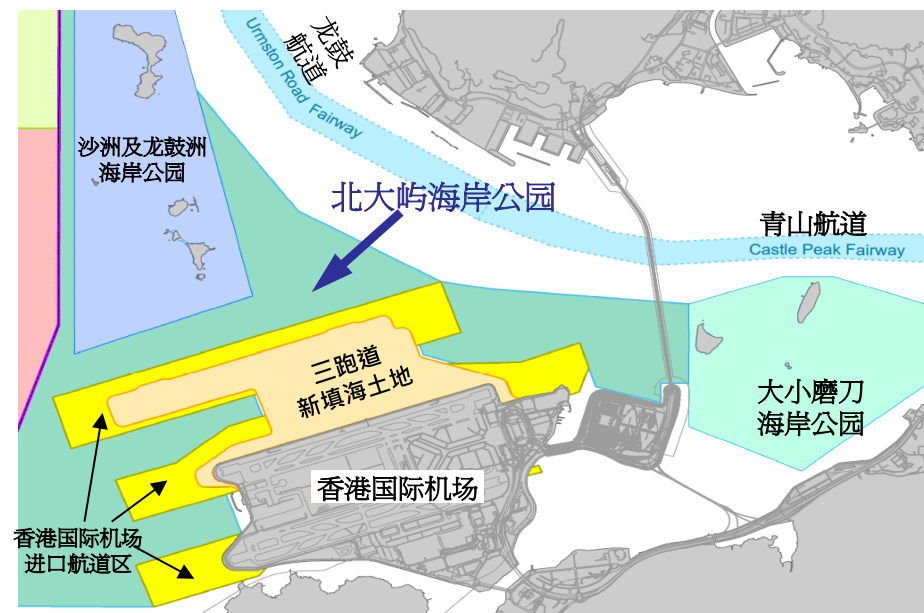 龙鼓
航道
Urmston Road Fairway
沙洲及龙鼓洲
海岸公园
北大屿海岸公园
青山航道
Castle Peak Fairway
三跑道
新填海土地
大小磨刀
海岸公园
香港国际机场
香港国际机场
进口航道区